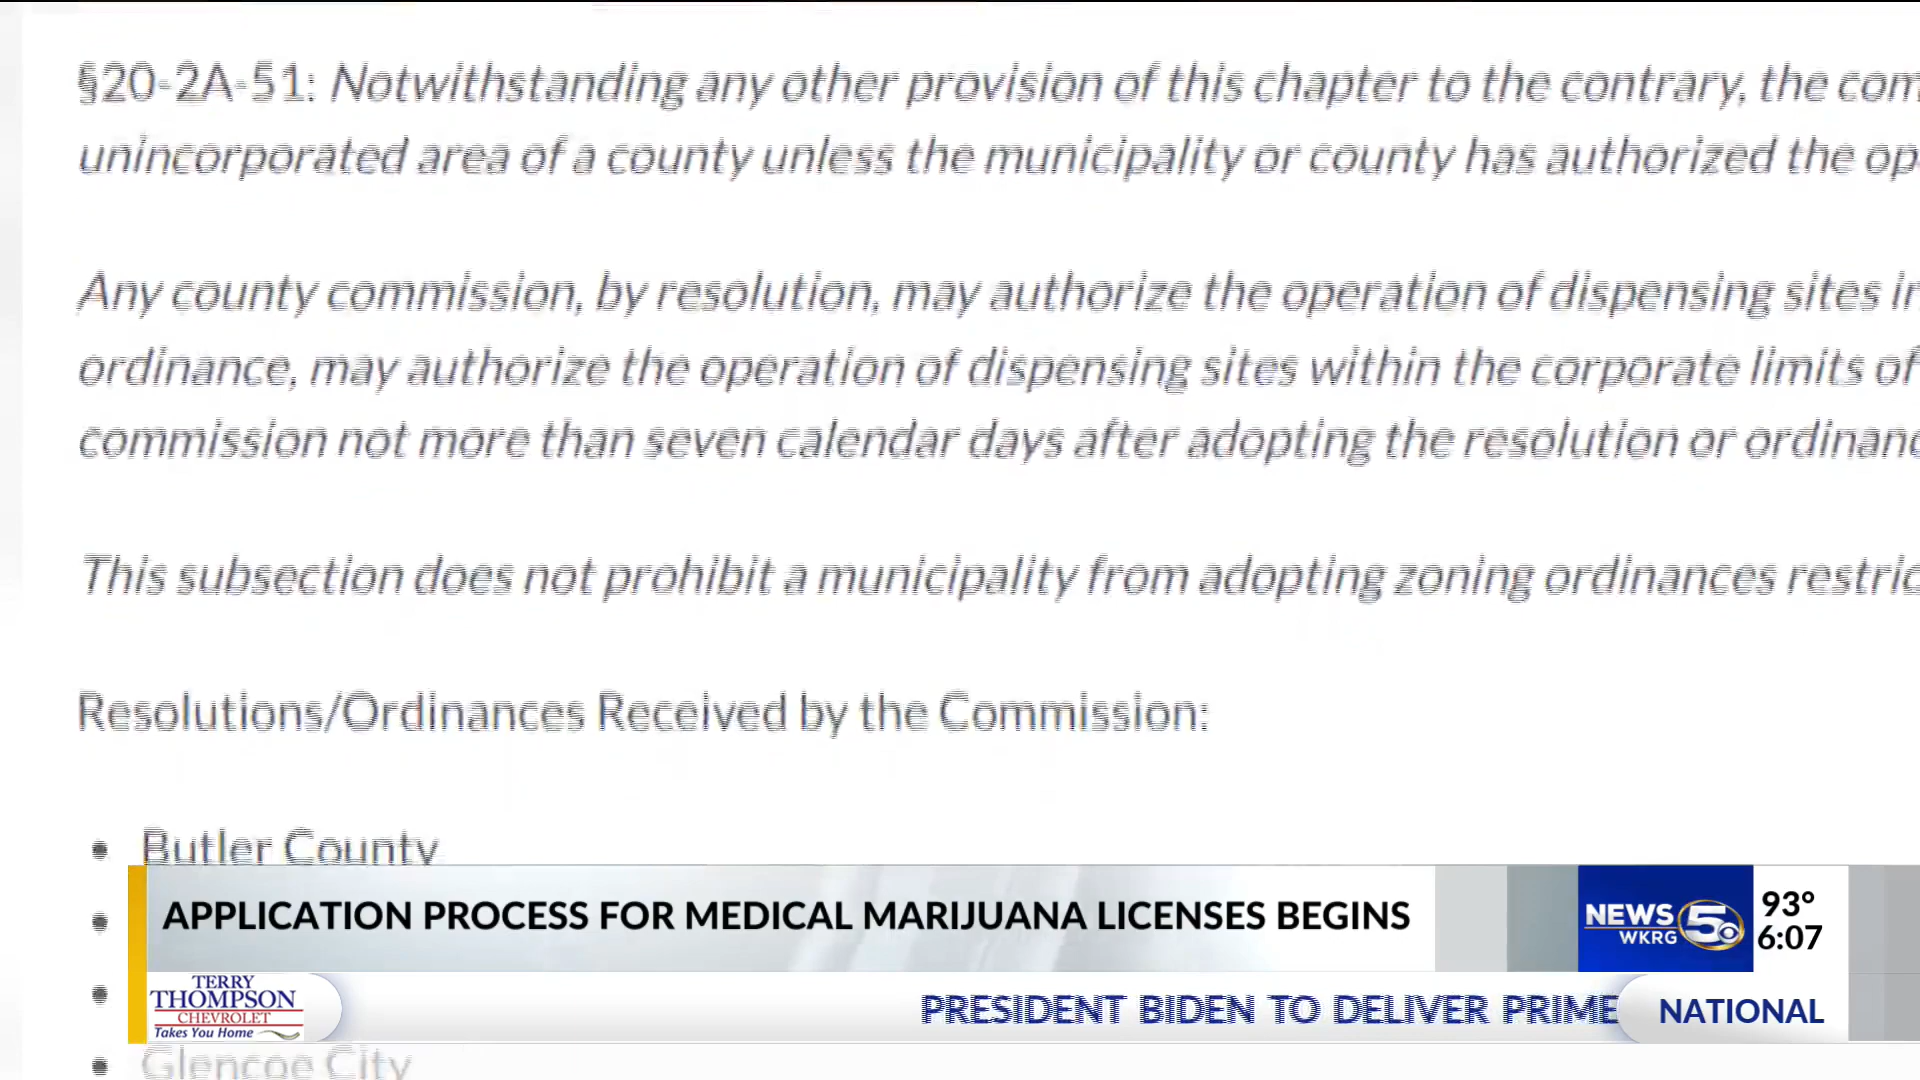 §20-2A-51: Notwithstanding any other provision of this chapter to the contrary, the com
unincorporated area of a county unless the municipality or county has authorized the op
Any county commission, by resolution, may authorize the operation of dispensing sites in
ordinance, may authorize the operation of dispensing sites within the corporate limits of
commission not more than seven calendar days after adopting the resolution or ordinanc
This subsection does not prohibit a municipality from adopting zoning ordinances restric
Resolutions/Ordinances Received by the Commission:
• Butler County
•
•
• Glencoe City
APPLICATION PROCESS FOR MEDICAL MARIJUANA LICENSES BEGINS
NEWS 5
WKRG
93°
6:07
TERRY
THOMPSON
CHEVROLET
Takes You Home
PRESIDENT BIDEN TO DELIVER PRIME
NATIONAL